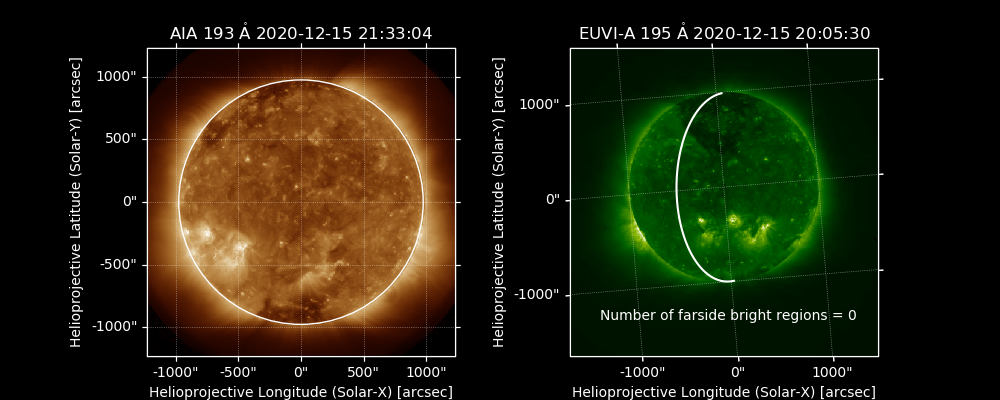 AIA 193 Å 2020-12-15 21:33:04
Helioprojective Latitude (Solar-Y) [arcsec]
1000"
500"
0"
-500"
-1000"
-1000" -500" 0" 500" 1000"
Helioprojective Longitude (Solar-X) [arcsec]
EUVI-A 195 Å 2020-12-15 20:05:30
Helioprojective Latitude (Solar-Y) [arcsec]
1000"
0"
-1000"
Number of farside bright regions = 0
-1000" 0" 1000"
Helioprojective Longitude (Solar-X) [arcsec]